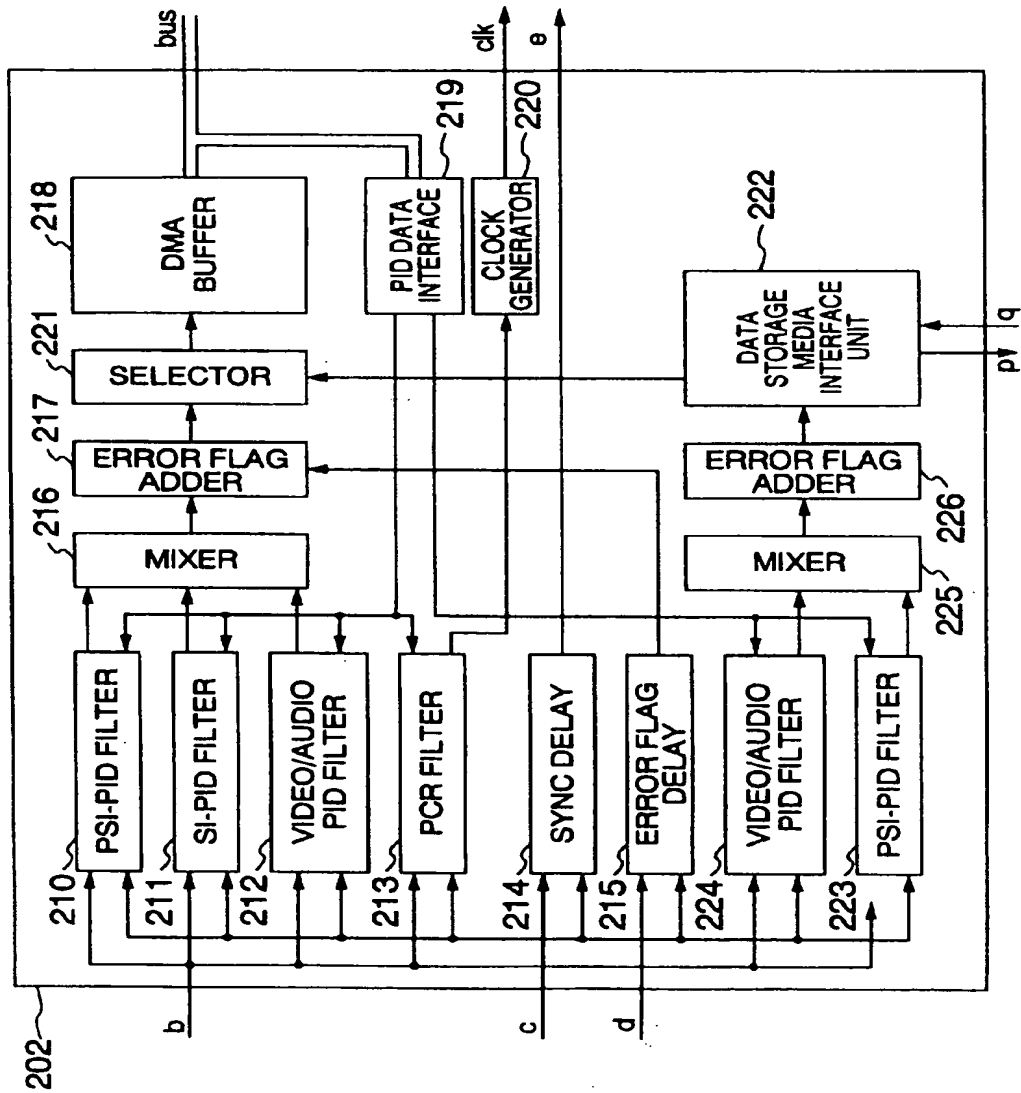 202
b
c
d
210
PSI-PID FILTER
211
SI-PID FILTER
212
VIDEO/AUDIO
PID FILTER
213
PCR FILTER
214
SYNC DELAY
215
ERROR FLAG
DELAY
224
VIDEO/AUDIO
PID FILTER
223
PSI-PID FILTER
216
MIXER
217
ERROR FLAG
ADDER
221
SELECTOR
218
DMA
BUFFER
bus
PID DATA
INTERFACE
219
CLOCK
GENERATOR
220
clk
e
MIXER
225
ERROR FLAG
ADDER
226
DATA
STORAGE
MEDIA
INTERFACE
UNIT
222
p
q